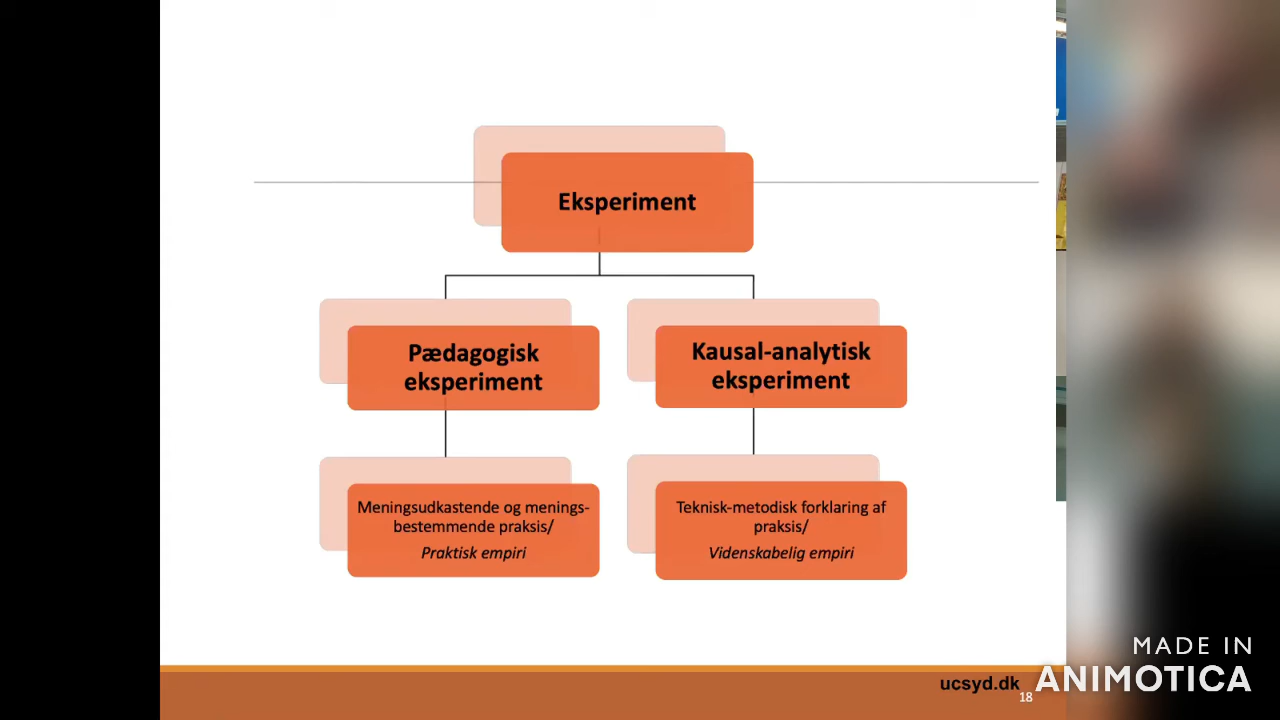 Eksperiment
Pædagogisk
eksperiment
Kausal-analytisk
eksperiment
Meningsudkastende og menings-
bestemmende praksis/
Praktisk empiri
Teknisk-metodisk forklaring af
praksis/
Videnskabelig empiri
ucsyd.dk
18
MADE IN
ANIMOTICA